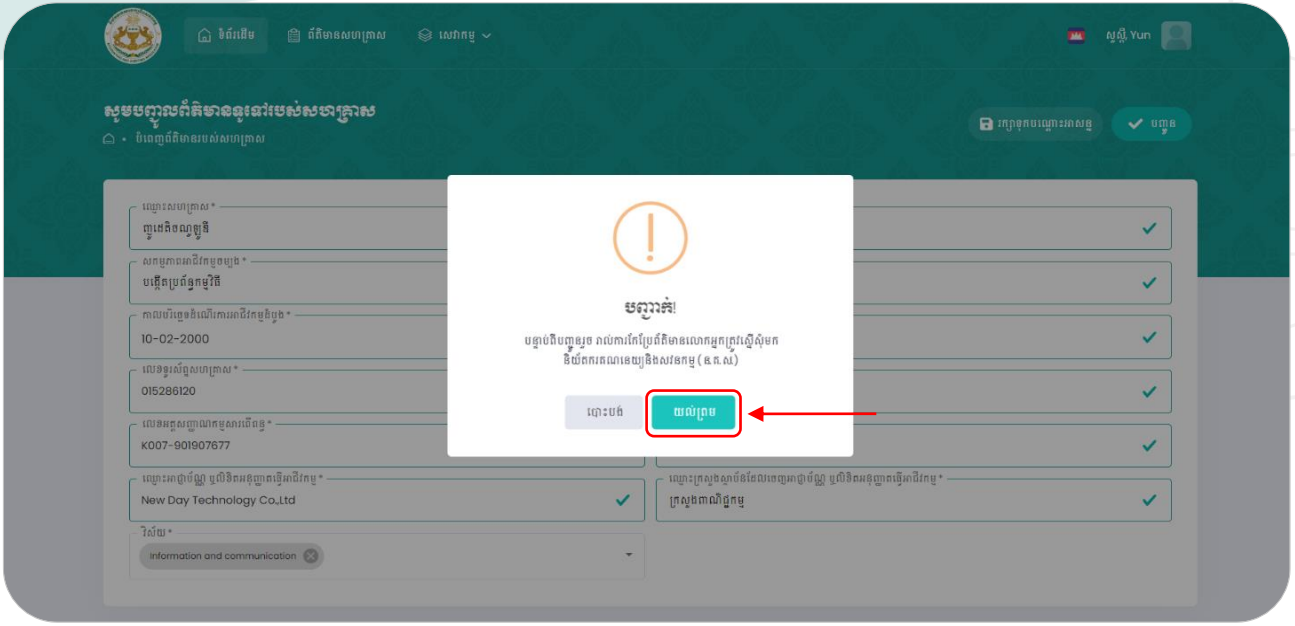 ទំព័រដើម
ព័ត៌មានសហគ្រាស
សេវាកម្ម
សួស្តី Yun
សូមបញ្ចូលព័ត៌មានទូទៅរបស់សហគ្រាស
បំពេញព័ត៌មានរបស់សហគ្រាស
រក្សាទុកបណ្តោះអាសន្ន
បញ្ជូន
ឈ្មោះសហគ្រាស *
ញូវដេតិចណូឡូជី
សកម្មភាពអាជីវកម្មចម្បង *
បង្កើតប្រព័ន្ធកម្មវិធី
កាលបរិច្ឆេទដំណើរការអាជីវកម្មដំបូង *
10-02-2000
លេខទូរស័ព្ទសហគ្រាស *
015286120
លេខអត្តសញ្ញាណកម្មសារពើពន្ធ *
K007-901907677
ឈ្មោះអាជ្ញាប័ណ្ណ ឬលិខិតអនុញ្ញាតធ្វើអាជីវកម្ម *
New Day Technology Co.,Ltd
ឈ្មោះក្រសួងស្ថាប័នដែលចេញអាជ្ញាប័ណ្ណ ឬលិខិតអនុញ្ញាតធ្វើអាជីវកម្ម *
ក្រសួងពាណិជ្ជកម្ម
វិស័យ *
Information and communication
បញ្ជាក់!
បន្ទាប់ពីបញ្ជូនរួច រាល់ការកែប្រែព័ត៌មានលោកអ្នកត្រូវស្នើសុំមក
និយ័តករគណនេយ្យនិងសវនកម្ម (ន.គ.ស.)
បោះបង់
យល់ព្រម